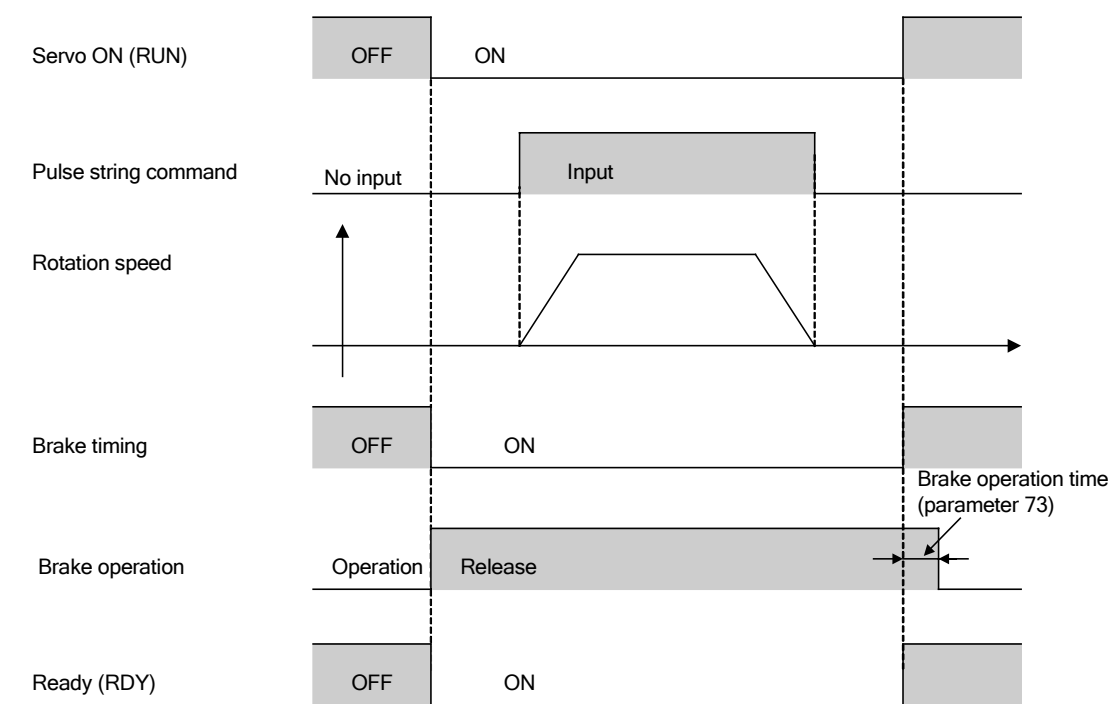 Servo ON (RUN) OFF ON
Pulse string command No input Input
Rotation speed
Brake timing OFF ON
Brake operation time
(parameter 73)
Brake operation Operation Release
Ready (RDY) OFF ON